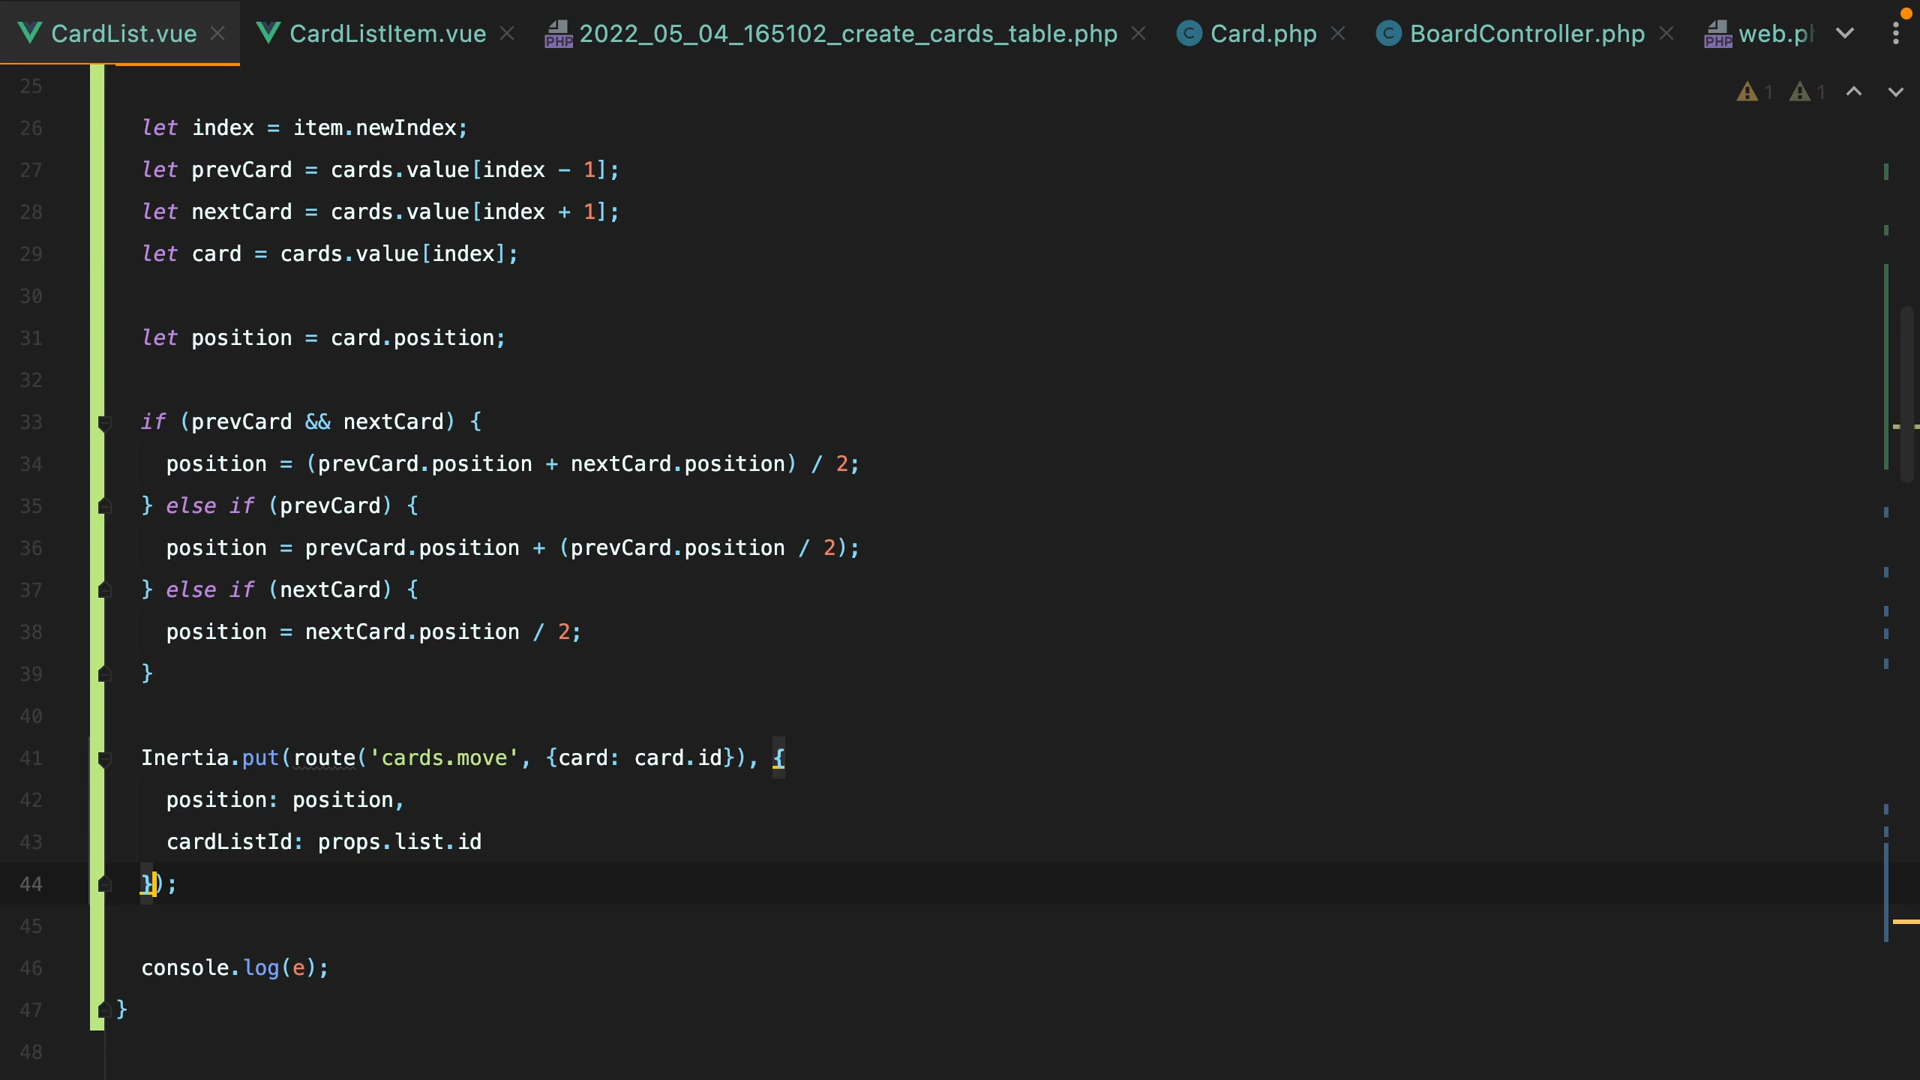 CardList.vue CardListItem.vue 2022_05_04_165102_create_cards_table.php Card.php BoardController.php web.p
25
1 1
26 let index = item.newIndex;
27 let prevCard = cards.value[index - 1];
28 let nextCard = cards.value[index + 1];
29 let card = cards.value[index];
30
31 let position = card.position;
32
33 if (prevCard && nextCard) {
34 position = (prevCard.position + nextCard.position) / 2;
35 } else if (prevCard) {
36 position = prevCard.position + (prevCard.position / 2);
37 } else if (nextCard) {
38 position = nextCard.position / 2;
39 }
40
41 Inertia.put(route('cards.move', {card: card.id}), {
42 position: position,
43 cardListId: props.list.id
44 });
45
46 console.log(e);
47 }
48